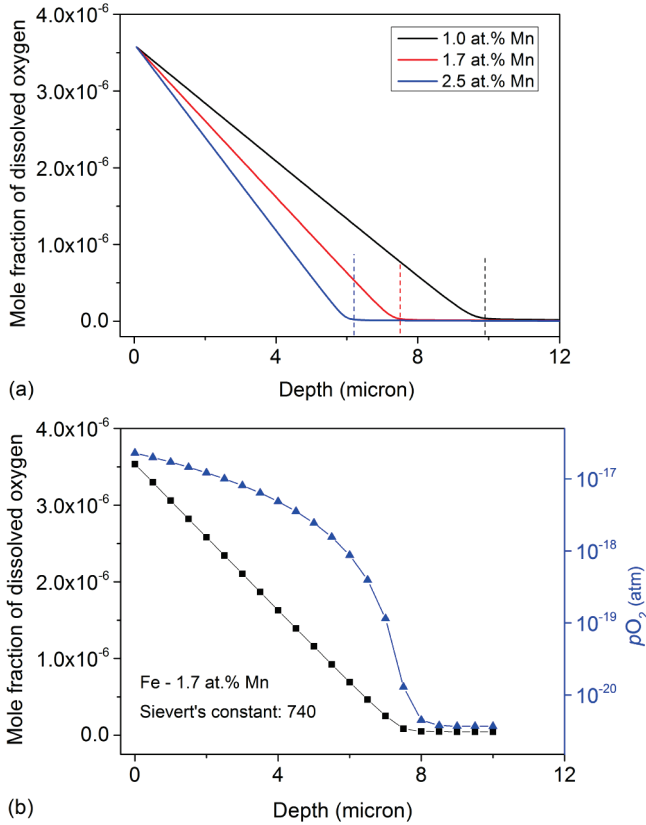 4.0x10⁻⁶
3.0x10⁻⁶
2.0x10⁻⁶
1.0x10⁻⁶
0.0
Mole fraction of dissolved oxygen
1.0 at.% Mn
1.7 at.% Mn
2.5 at.% Mn
0 2 4 6 8 10 12
Depth (micron)
(a)
4.0x10⁻⁶
3.0x10⁻⁶
2.0x10⁻⁶
1.0x10⁻⁶
0.0
Mole fraction of dissolved oxygen
Fe - 1.7 at.% Mn
Sievert's constant: 740
10⁻¹⁷
10⁻¹⁸
10⁻¹⁹
10⁻²⁰
pO₂ (atm)
0 4 8 12
Depth (micron)
(b)